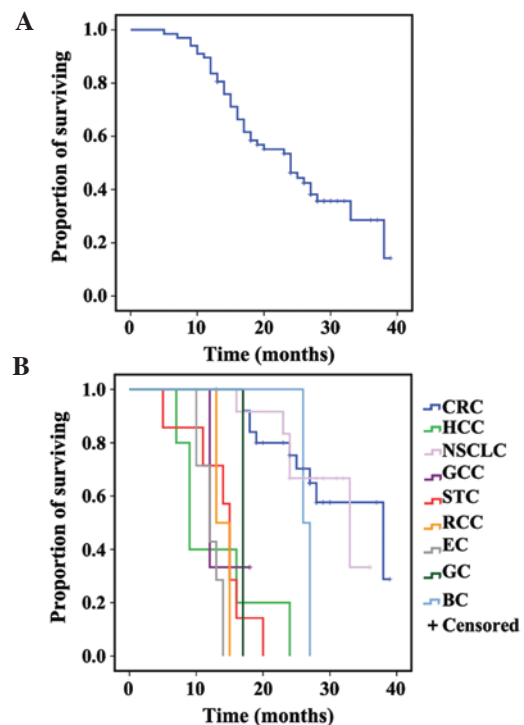 A
1.0
0.8
0.6
0.4
0.2
0.0
Proportion of surviving
0
10
20
30
40
Time (months)
B
1.0
0.8
0.6
0.4
0.2
0.0
Proportion of surviving
0
10
20
30
40
Time (months)
CRC
HCC
NSCLC
GCC
STC
RCC
EC
GC
BC
+ Censored